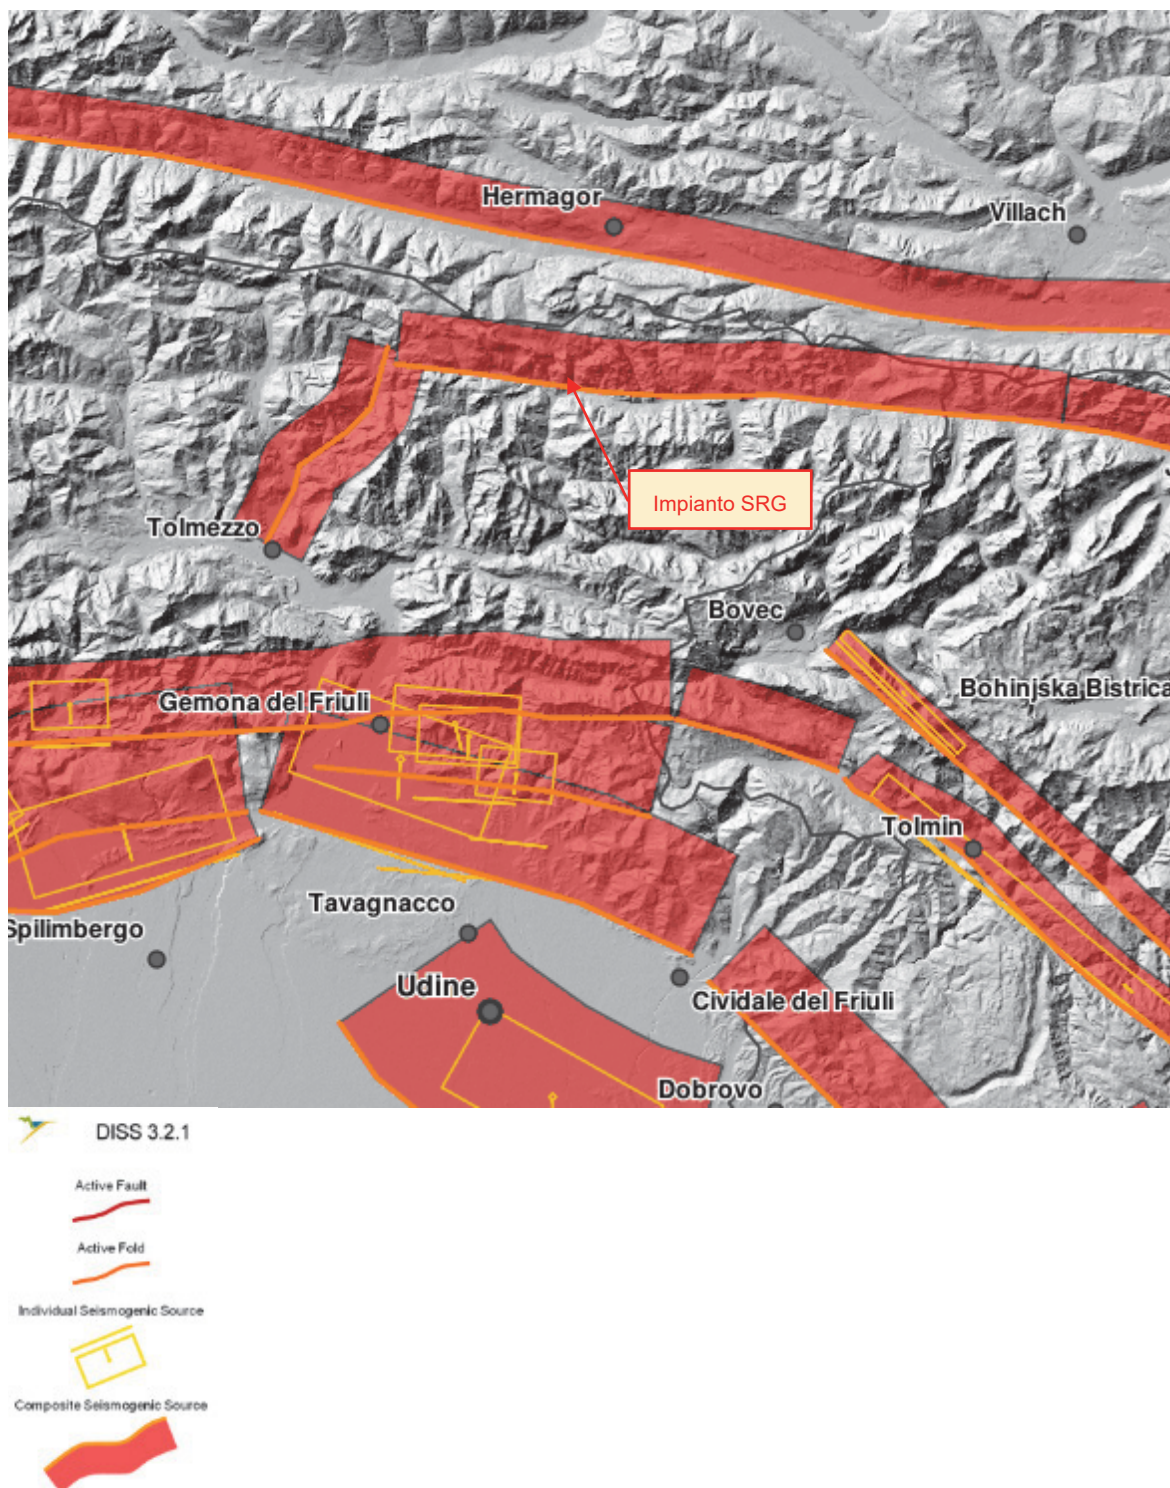 Hermagor
Villach
Impianto SRG
Tolmezzo
Bovec
Bohinjska Bistrica
Gemona del Friuli
Tolmin
Tavagnacco
Spilimbergo
Udine
Cividale del Friuli
Dobrovo
DISS 3.2.1
Active Fault
Active Fold
Individual Seismogenic Source
Composite Seismogenic Source